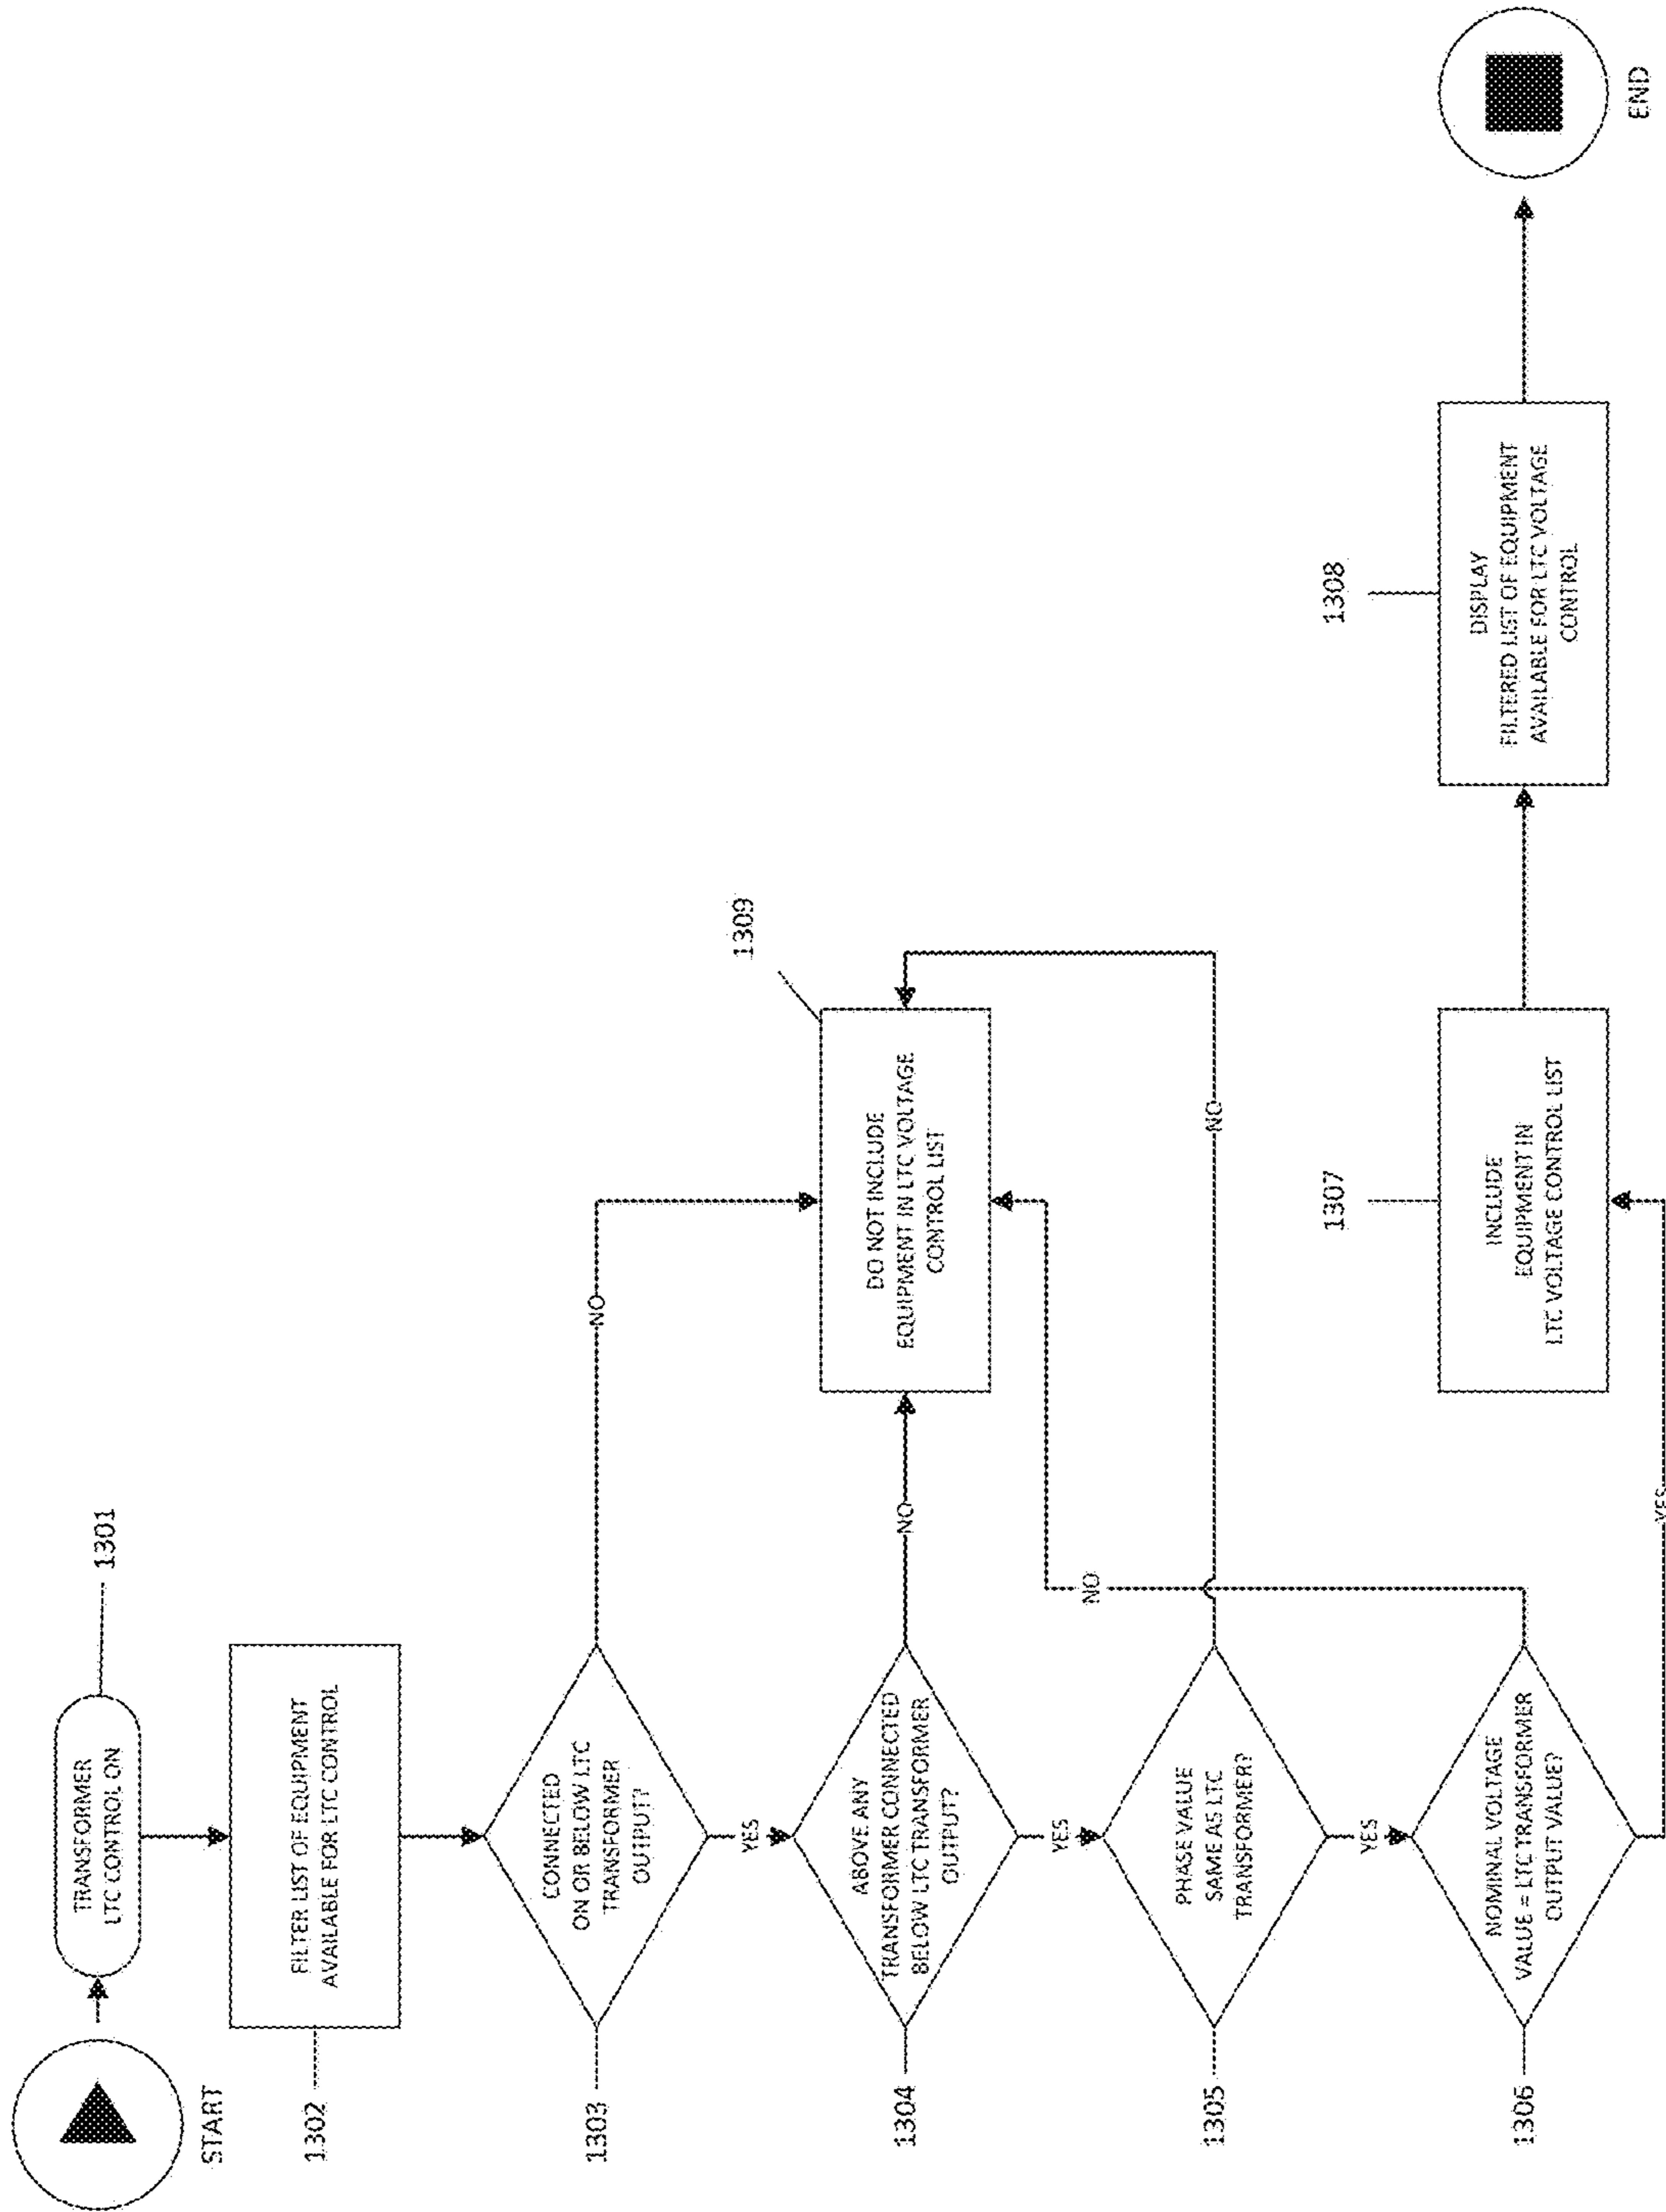 START
TRANSFORMER
LTC CONTROL ON
1301
FILTER LIST OF EQUIPMENT
AVAILABLE FOR LTC CONTROL
1302
CONNECTED
ON OR BELOW LTC
TRANSFORMER
OUTPUT?
1303
NO
YES
ABOVE ANY
TRANSFORMER CONNECTED
BELOW LTC TRANSFORMER
OUTPUT?
1304
NO
YES
DO NOT INCLUDE
EQUIPMENT IN LTC VOLTAGE
CONTROL LIST
1309
PHASE VALUE
SAME AS LTC
TRANSFORMER?
1305
NO
YES
NOMINAL VOLTAGE
VALUE = LTC TRANSFORMER
OUTPUT VALUE?
1306
NO
YES
INCLUDE
EQUIPMENT IN
LTC VOLTAGE CONTROL LIST
1307
DISPLAY
FILTERED LIST OF EQUIPMENT
AVAILABLE FOR LTC VOLTAGE
CONTROL
1308
END